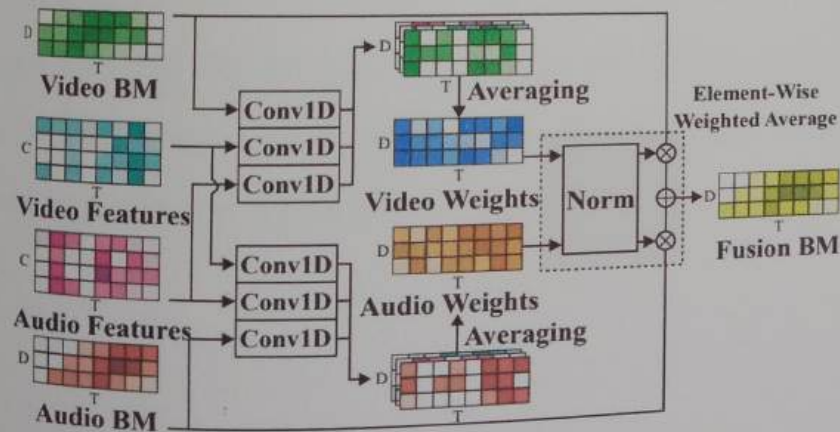 D
T
Video BM
C
T
Video Features
C
T
Audio Features
D
T
Audio BM
Conv1D
Conv1D
Conv1D
Conv1D
Conv1D
Conv1D
D
T
Averaging
D
Video Weights
D
T
Audio Weights
Averaging
D
T
Norm
Element-Wise
Weighted Average
D
T
Fusion BM